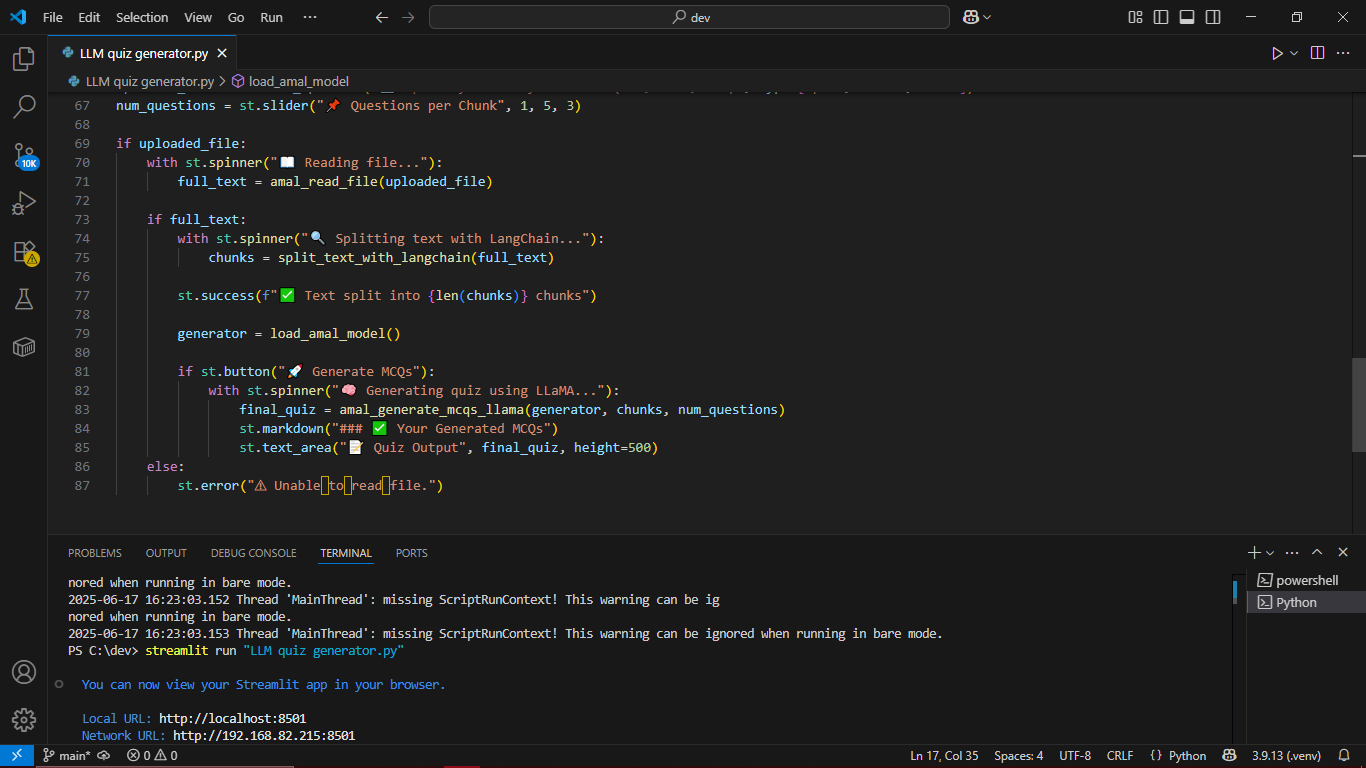 File Edit Selection View Go Run ··· dev
LLM quiz generator.py
LLM quiz generator.py > load_amal_model
67 num_questions = st.slider("📌 Questions per Chunk", 1, 5, 3)
68
69 if uploaded_file:
70 with st.spinner("📖 Reading file..."):
71 full_text = amal_read_file(uploaded_file)
72
73 if full_text:
74 with st.spinner("🔍 Splitting text with LangChain..."):
75 chunks = split_text_with_langchain(full_text)
76
77 st.success(f"✅ Text split into {len(chunks)} chunks")
78
79 generator = load_amal_model()
80
81 if st.button("🚀 Generate MCQs"):
82 with st.spinner("🧠 Generating quiz using LLaMA..."):
83 final_quiz = amal_generate_mcqs_llama(generator, chunks, num_questions)
84 st.markdown("### ✅ Your Generated MCQs")
85 st.text_area("📝 Quiz Output", final_quiz, height=500)
86 else:
87 st.error("⚠ Unable to read file.")
10K
PROBLEMS OUTPUT DEBUG CONSOLE TERMINAL PORTS
nored when running in bare mode.
2025-06-17 16:23:03.152 Thread 'MainThread': missing ScriptRunContext! This warning can be ig
nored when running in bare mode.
2025-06-17 16:23:03.153 Thread 'MainThread': missing ScriptRunContext! This warning can be ignored when running in bare mode.
PS C:\dev> streamlit run "LLM quiz generator.py"
You can now view your Streamlit app in your browser.
Local URL: http://localhost:8501
Network URL: http://192.168.82.215:8501
powershell
Python
main* 0 0 Ln 17, Col 35 Spaces: 4 UTF-8 CRLF {} Python 3.9.13 (.venv)